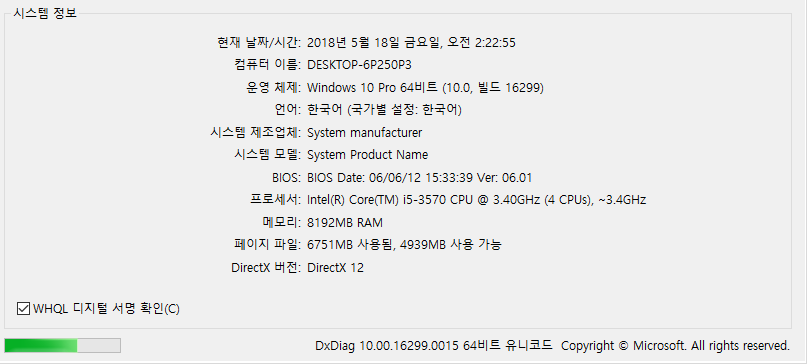 시스템 정보
현재 날짜/시간: 2018년 5월 18일 금요일, 오전 2:22:55
컴퓨터 이름: DESKTOP-6P250P3
운영 체제: Windows 10 Pro 64비트 (10.0, 빌드 16299)
언어: 한국어 (국가별 설정: 한국어)
시스템 제조업체: System manufacturer
시스템 모델: System Product Name
BIOS: BIOS Date: 06/06/12 15:33:39 Ver: 06.01
프로세서: Intel(R) Core(TM) i5-3570 CPU @ 3.40GHz (4 CPUs), ~3.4GHz
메모리: 8192MB RAM
페이지 파일: 6751MB 사용됨, 4939MB 사용 가능
DirectX 버전: DirectX 12
WHQL 디지털 서명 확인(C)
DxDiag 10.00.16299.0015 64비트 유니코드 Copyright © Microsoft. All rights reserved.